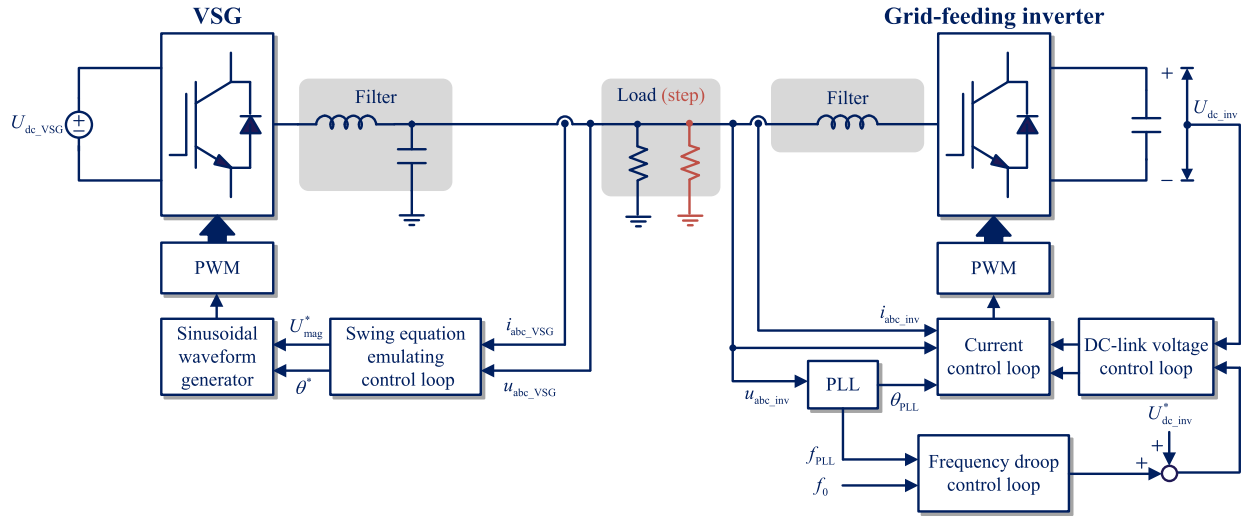 VSG
Grid-feeding inverter
U_dc_VSG
+
−
Filter
Load (step)
Filter
+
U_dc_inv
−
PWM
PWM
Sinusoidal
waveform
generator
U*_mag
θ*
Swing equation
emulating
control loop
i_abc_VSG
u_abc_VSG
i_abc_inv
u_abc_inv
PLL
θ_PLL
Current
control loop
DC-link voltage
control loop
f_PLL
f_0
Frequency droop
control loop
U*_dc_inv
+
+